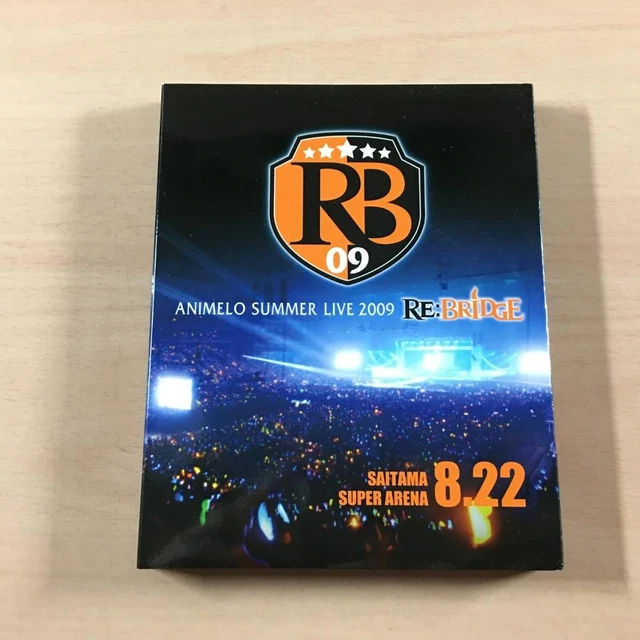 RB
09
ANIMELO SUMMER LIVE 2009 RE:BRIDGE
SAITAMA
SUPER ARENA 8.22